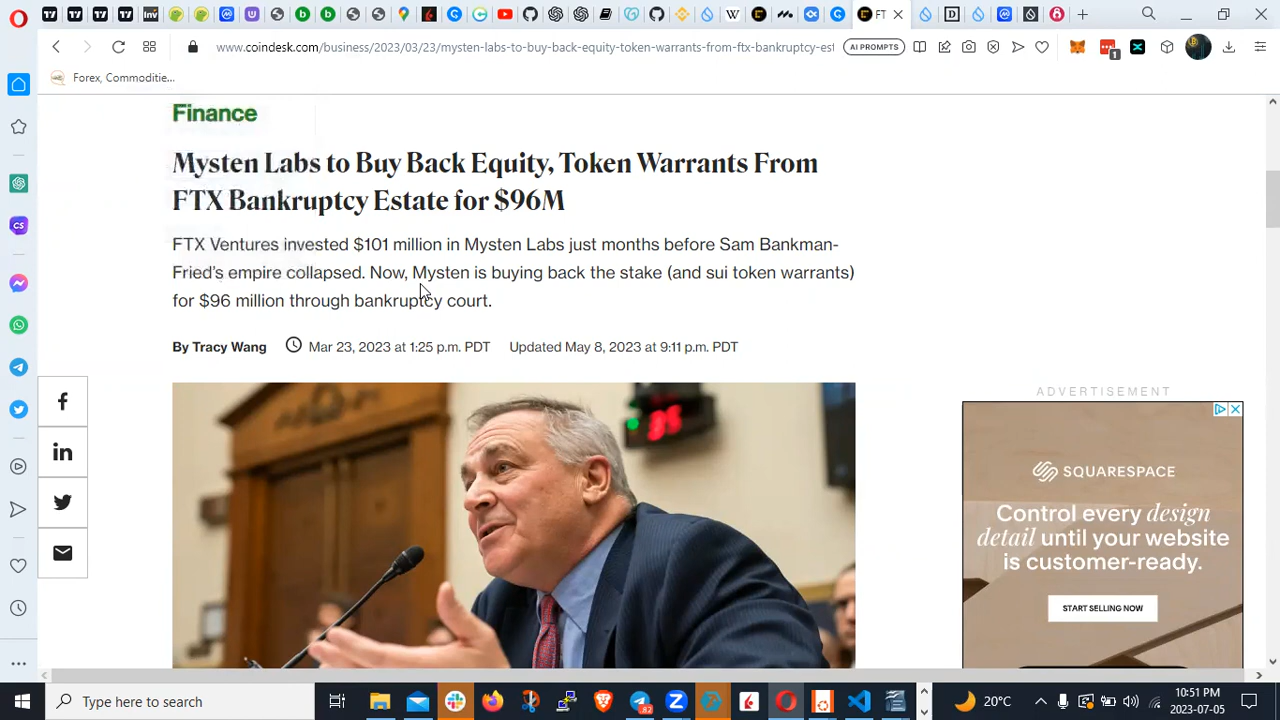 www.coindesk.com/business/2023/03/23/mysten-labs-to-buy-back-equity-token-warrants-from-ftx-bankruptcy-est
AI PROMPTS
1
Forex, Commoditie...
Finance
Mysten Labs to Buy Back Equity, Token Warrants From
FTX Bankruptcy Estate for $96M
FTX Ventures invested $101 million in Mysten Labs just months before Sam Bankman-
Fried's empire collapsed. Now, Mysten is buying back the stake (and sui token warrants)
for $96 million through bankruptcy court.
By Tracy Wang
Mar 23, 2023 at 1:25 p.m. PDT
Updated May 8, 2023 at 9:11 p.m. PDT
ADVERTISEMENT
SQUARESPACE
Control every design
detail until your website
is customer-ready.
START SELLING NOW
Type here to search
20°C
10:51 PM
2023-07-05